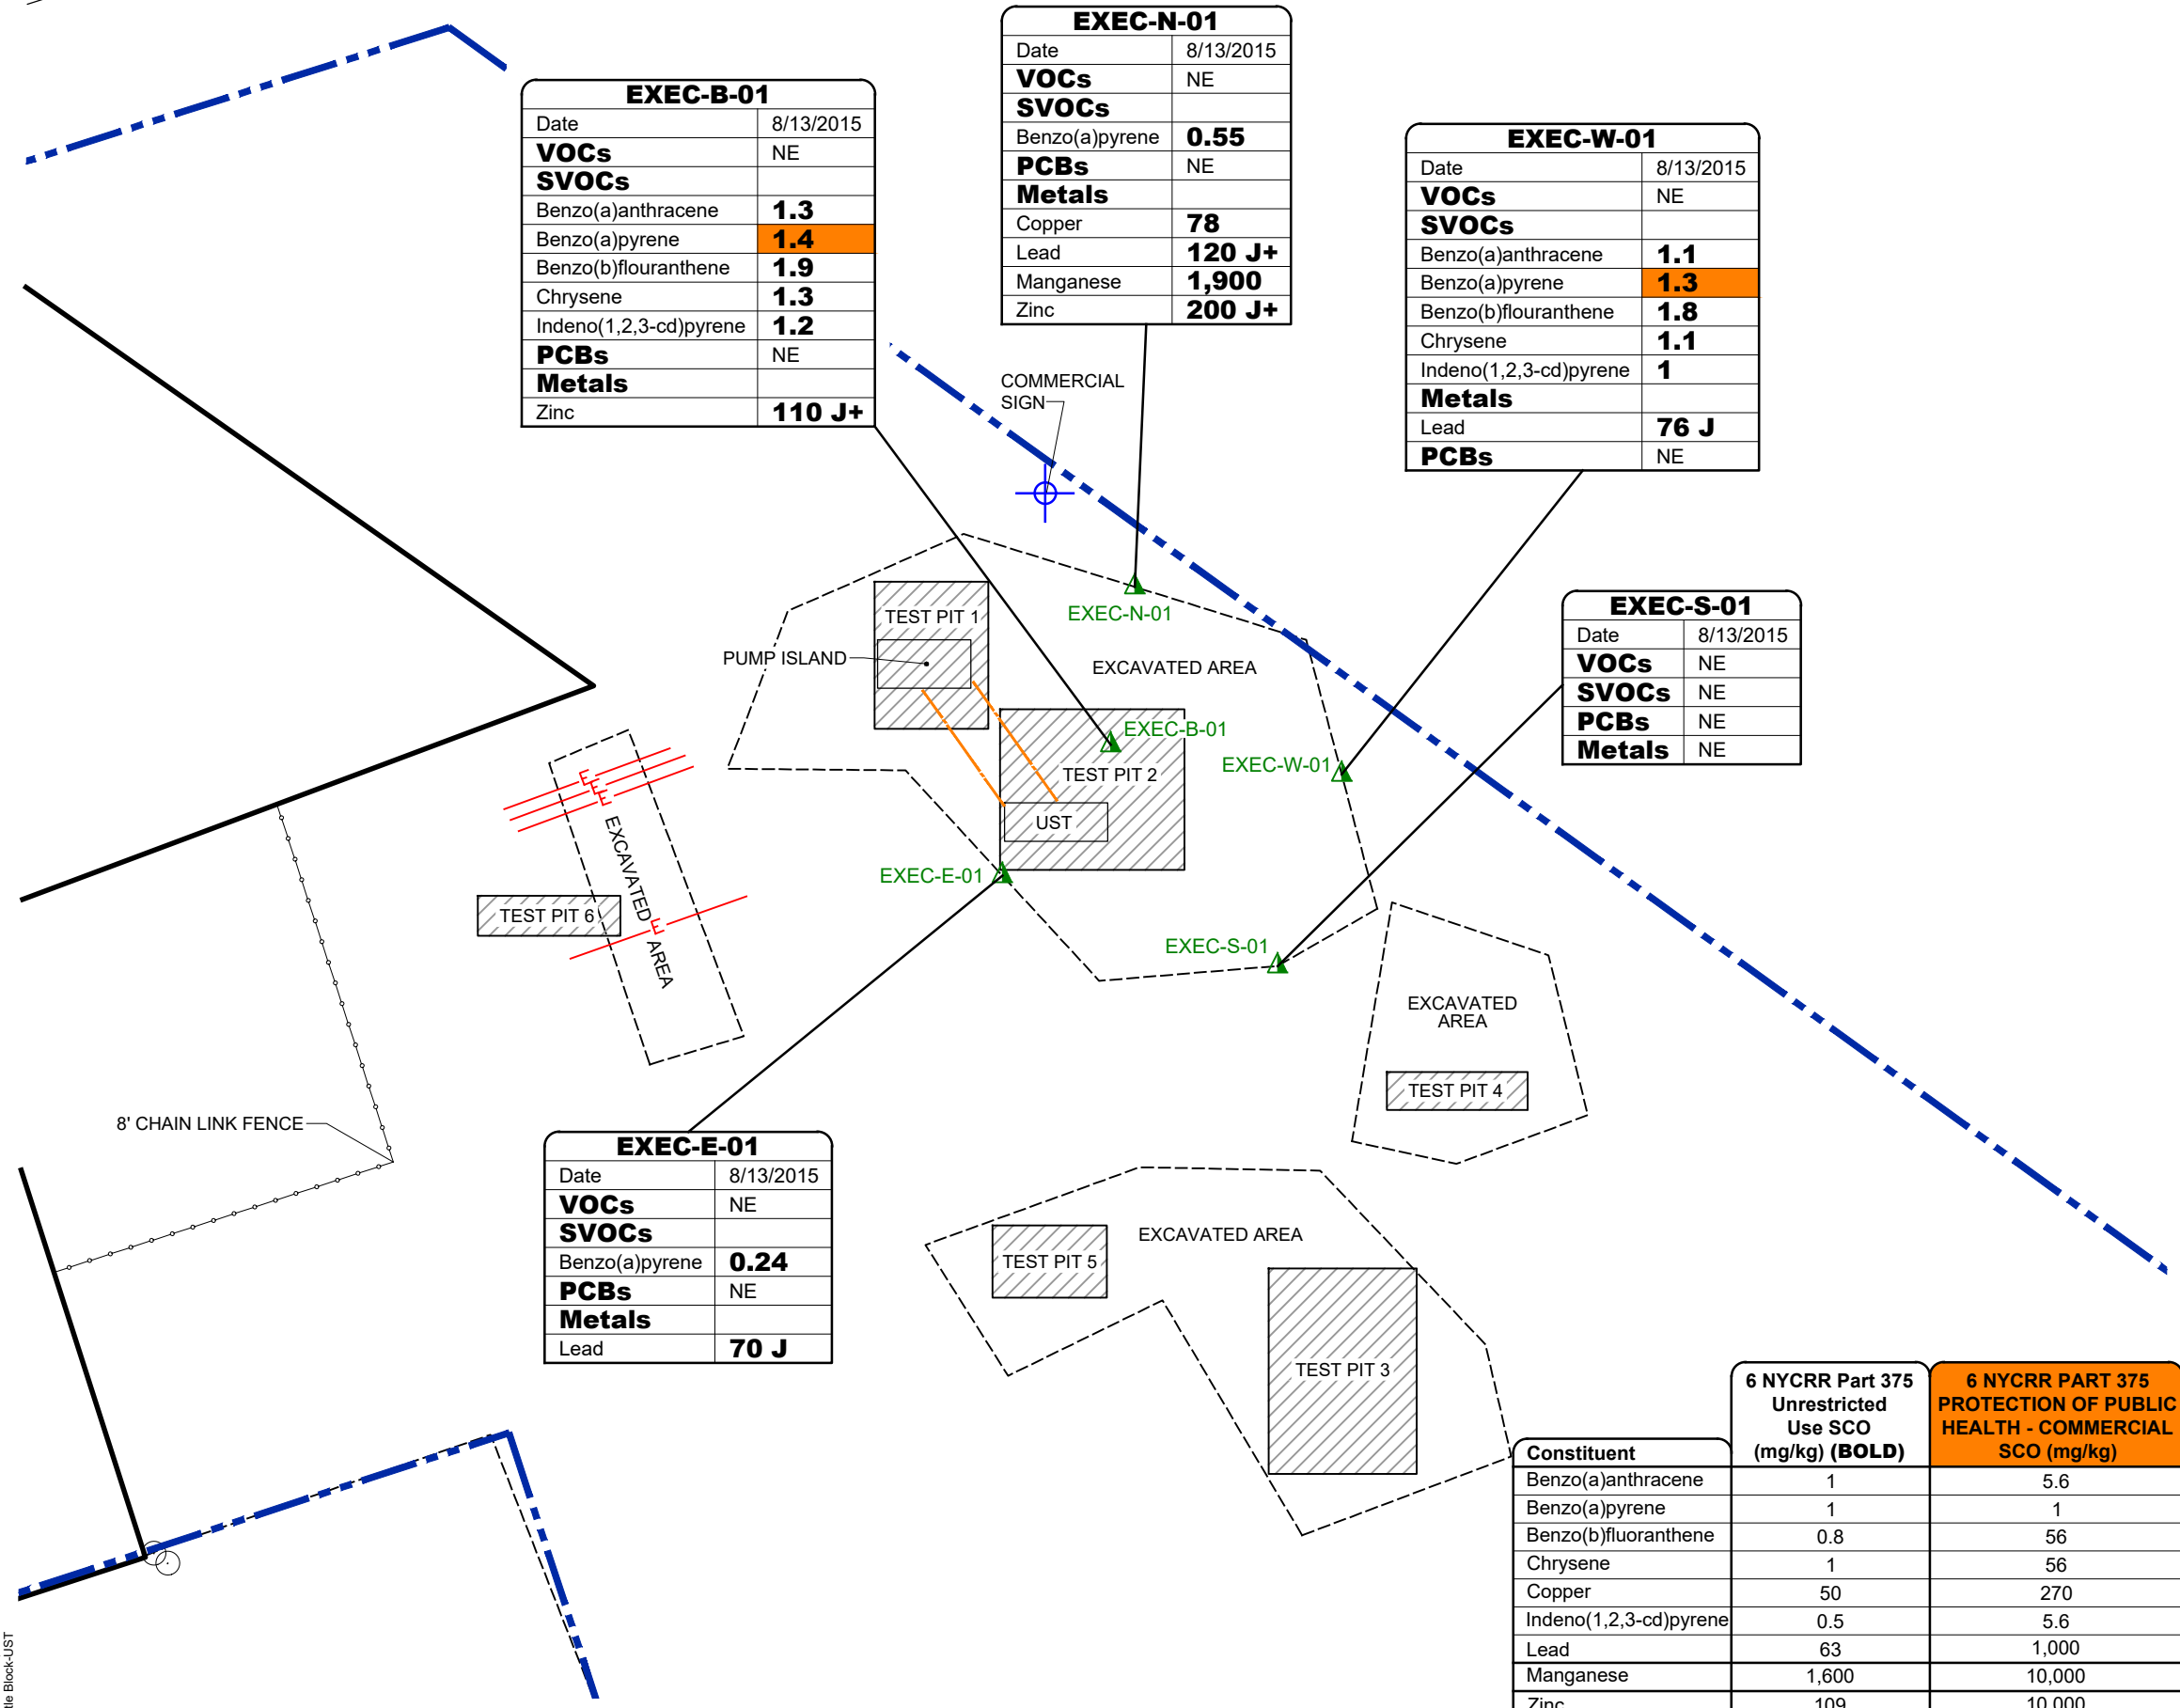 EXEC-N-01
Date 8/13/2015
VOCs NE
SVOCs
Benzo(a)pyrene 0.55
PCBs NE
Metals
Copper 78
Lead 120 J+
Manganese 1,900
Zinc 200 J+
EXEC-B-01
Date 8/13/2015
VOCs NE
SVOCs
Benzo(a)anthracene 1.3
Benzo(a)pyrene 1.4
Benzo(b)flouranthene 1.9
Chrysene 1.3
Indeno(1,2,3-cd)pyrene 1.2
PCBs NE
Metals
Zinc 110 J+
EXEC-W-01
Date 8/13/2015
VOCs NE
SVOCs
Benzo(a)anthracene 1.1
Benzo(a)pyrene 1.3
Benzo(b)flouranthene 1.8
Chrysene 1.1
Indeno(1,2,3-cd)pyrene 1
Metals
Lead 76 J
PCBs NE
COMMERCIAL
SIGN
EXEC-S-01
Date 8/13/2015
VOCs NE
SVOCs NE
PCBs NE
Metals NE
TEST PIT 1
EXEC-N-01
PUMP ISLAND
EXCAVATED AREA
EXEC-B-01
TEST PIT 2
EXEC-W-01
UST
E
E
E
EXCAVATED AREA
E
EXEC-E-01
TEST PIT 6
EXEC-S-01
EXCAVATED
AREA
TEST PIT 4
8' CHAIN LINK FENCE
EXEC-E-01
Date 8/13/2015
VOCs NE
SVOCs
Benzo(a)pyrene 0.24
PCBs NE
Metals
Lead 70 J
EXCAVATED AREA
TEST PIT 5
TEST PIT 3
Constituent
6 NYCRR Part 375
Unrestricted
Use SCO
(mg/kg) (BOLD)
6 NYCRR PART 375
PROTECTION OF PUBLIC
HEALTH - COMMERCIAL
SCO (mg/kg)
Benzo(a)anthracene 1 5.6
Benzo(a)pyrene 1 1
Benzo(b)fluoranthene 0.8 56
Chrysene 1 56
Copper 50 270
Indeno(1,2,3-cd)pyrene 0.5 5.6
Lead 63 1,000
Manganese 1,600 10,000
Zinc 109 10,000
Block-UST